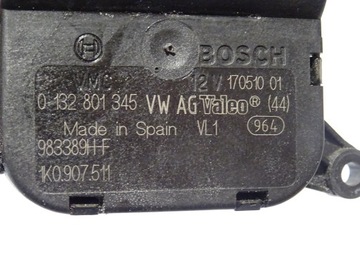 BOSCH
VMC 12 V 170510 01
0 132 801 345 VW AG Valeo® (44)
Made in Spain VL1 964
983389H-F
1K0.907.511